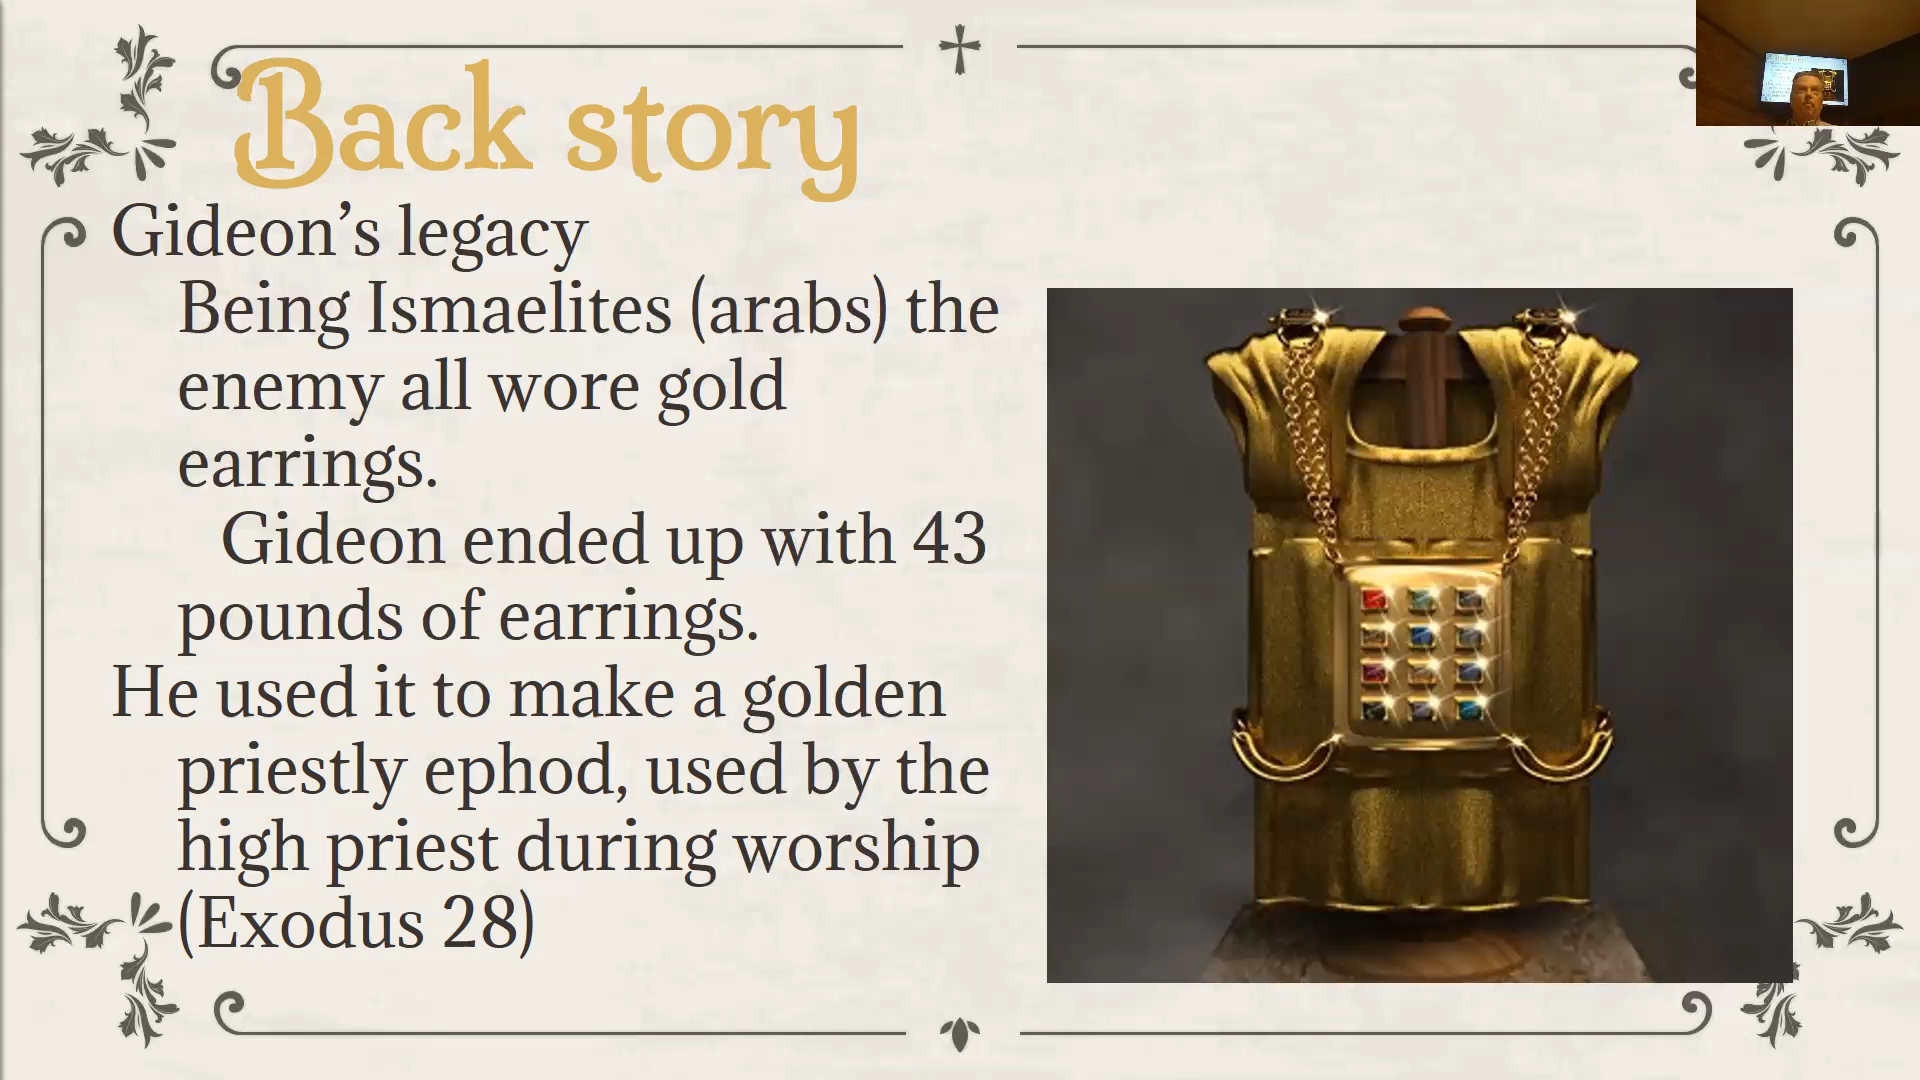 Back story
Gideon’s legacy
Being Ismaelites (arabs) the
enemy all wore gold
earrings.
Gideon ended up with 43
pounds of earrings.
He used it to make a golden
priestly ephod, used by the
high priest during worship
(Exodus 28)